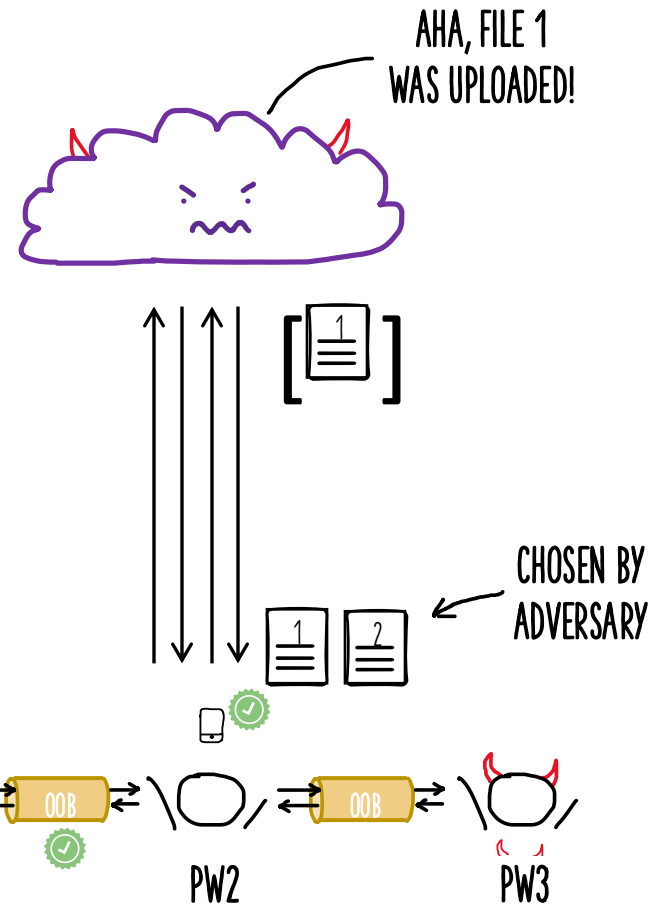 AHA, FILE 1
WAS UPLOADED!
1
CHOSEN BY
ADVERSARY
1 2
OOB OOB
PW2 PW3